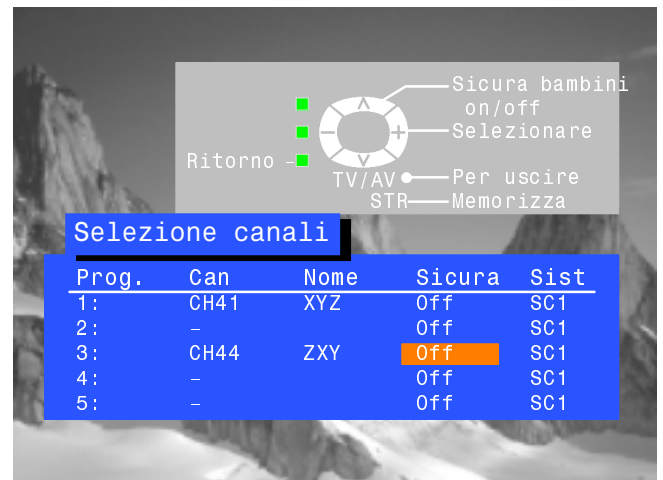 Sicura bambini
on/off
Selezionare
Ritorno
TV/AV Per uscire
STR Memorizza
Selezione canali
Prog. Can Nome Sicura Sist
1: CH41 XYZ Off SC1
2: – Off SC1
3: CH44 ZXY Off SC1
4: – Off SC1
5: – Off SC1